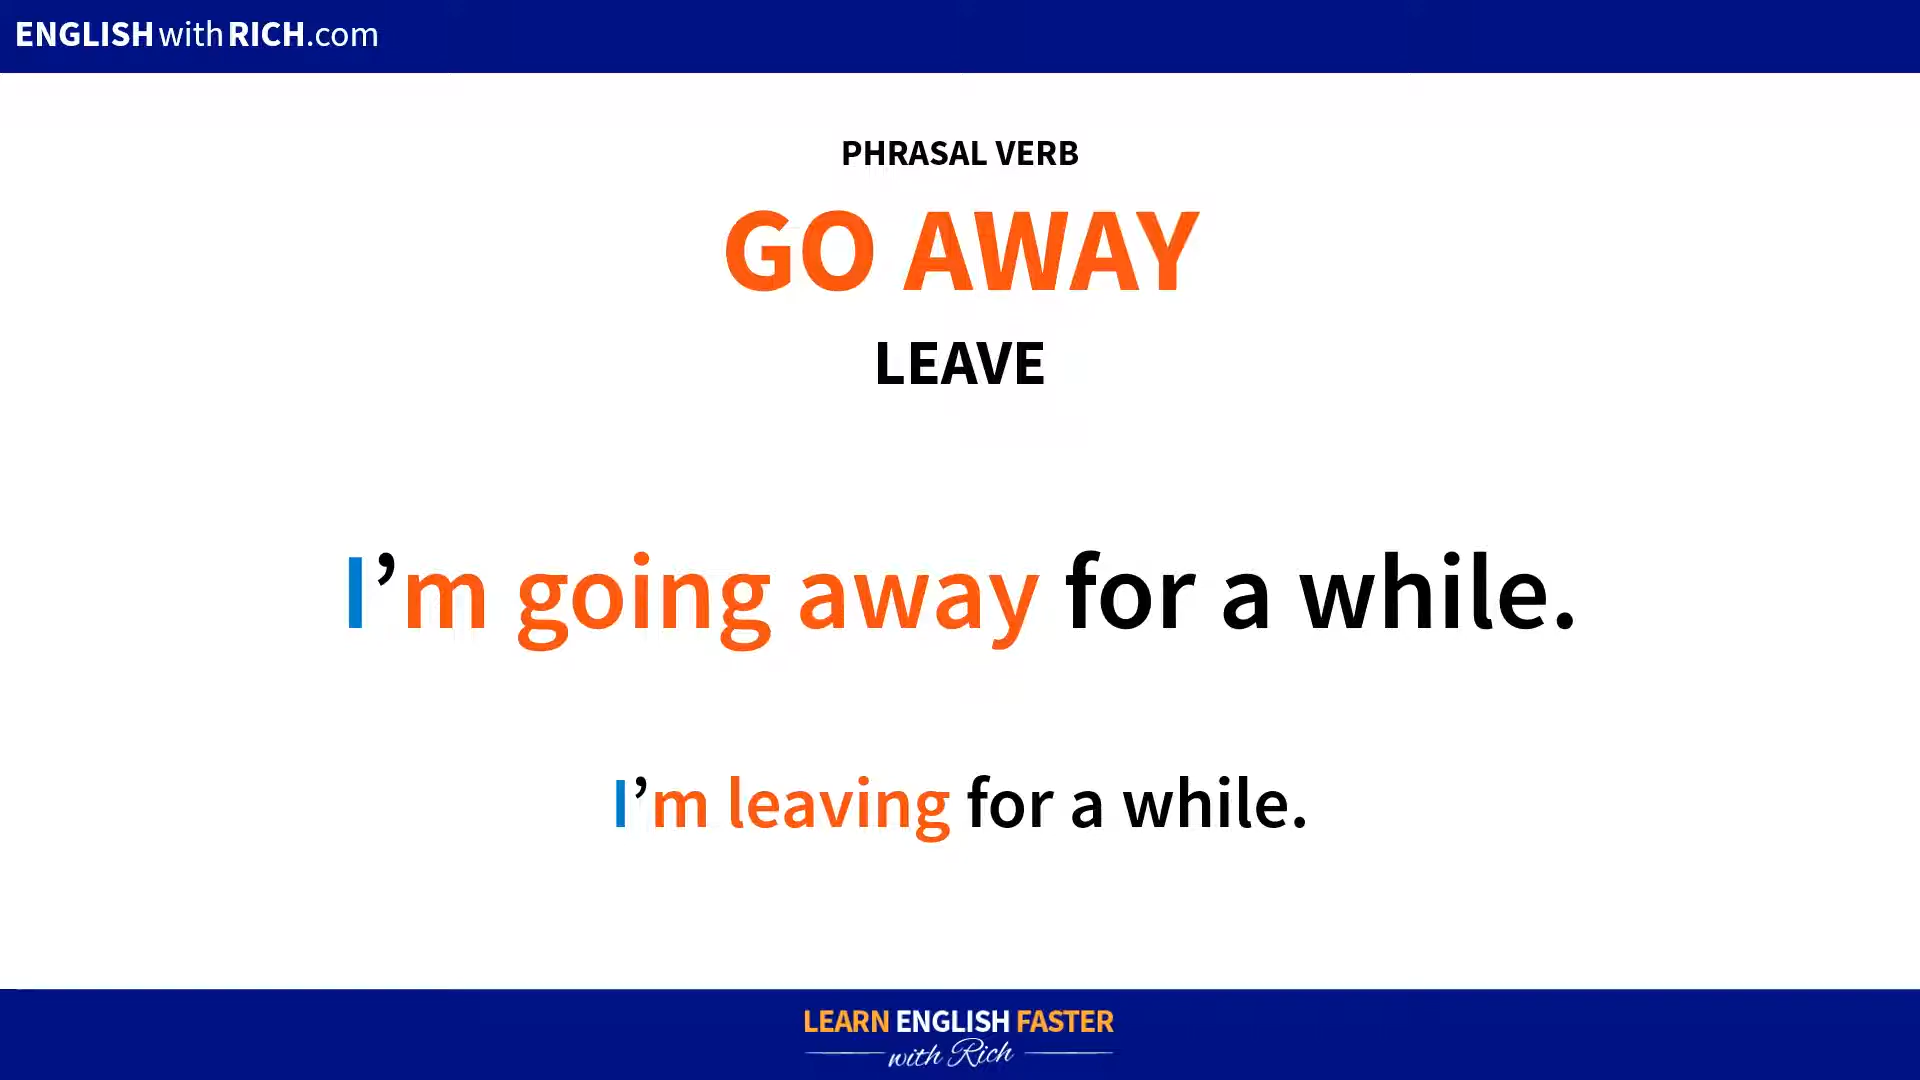 ENGLISH with RICH.com
PHRASAL VERB
GO AWAY
LEAVE
I’m going away for a while.
I’m leaving for a while.
LEARN ENGLISH FASTER
with Rich